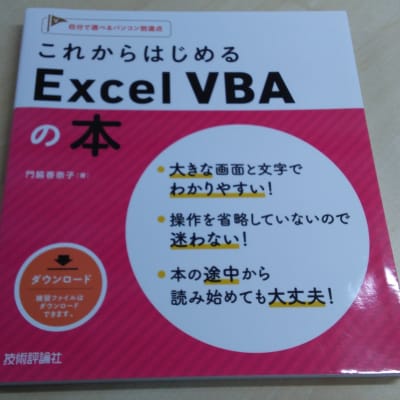 自分で選べるパソコン到達点
これからはじめる
Excel VBA
の本
門脇香奈子(著)
大きな画面と文字で
わかりやすい!
操作を省略していないので
迷わない!
本の途中から
読み始めても大丈夫!
ダウンロード
練習ファイルは
ダウンロード
できます。
技術評論社